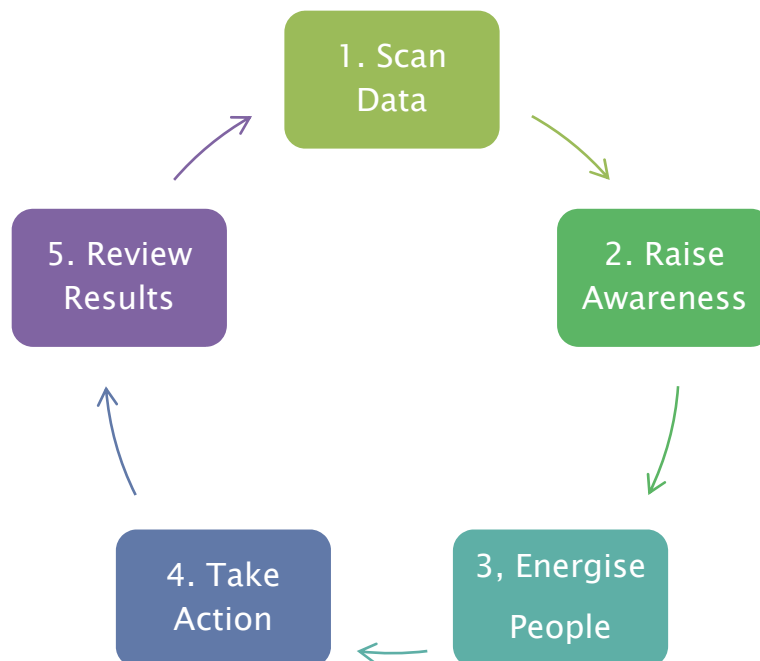 1. Scan
Data
2. Raise
Awareness
3, Energise
People
4. Take
Action
5. Review
Results